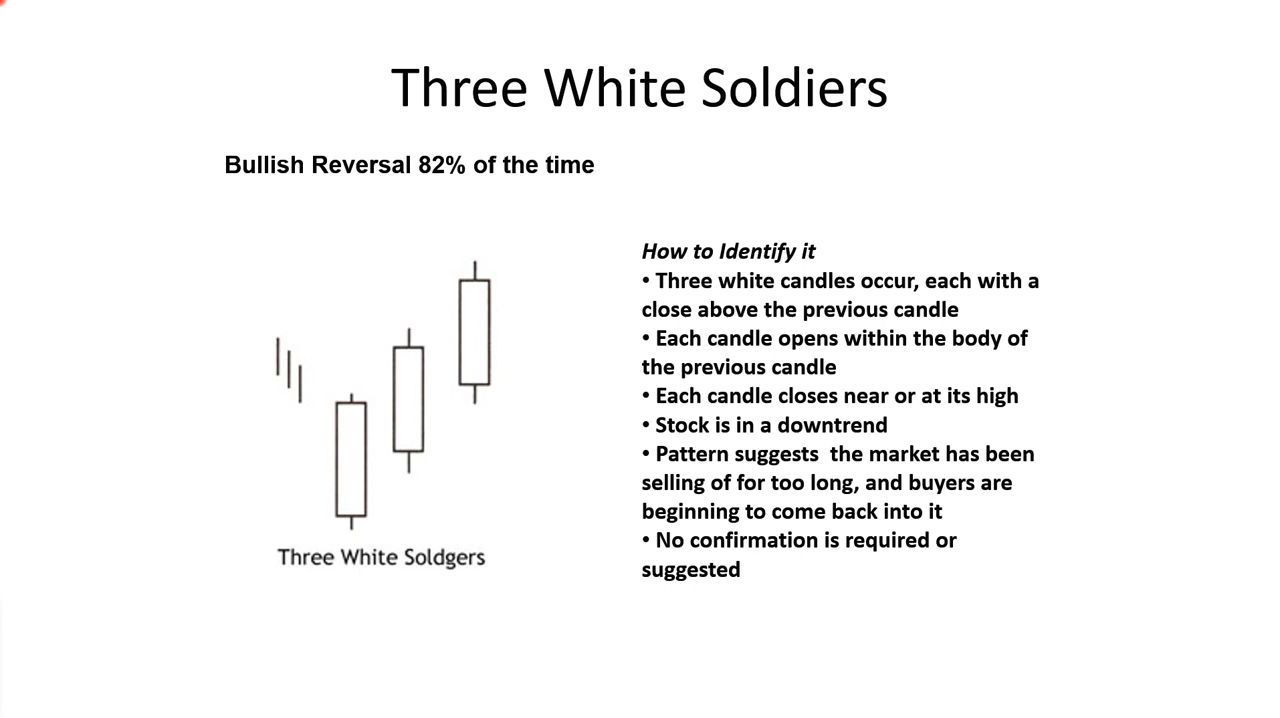 Three White Soldiers
Bullish Reversal 82% of the time
How to Identify it
• Three white candles occur, each with a
close above the previous candle
• Each candle opens within the body of
the previous candle
• Each candle closes near or at its high
• Stock is in a downtrend
• Pattern suggests  the market has been
selling of for too long, and buyers are
beginning to come back into it
• No confirmation is required or
suggested
Three White Soldgers